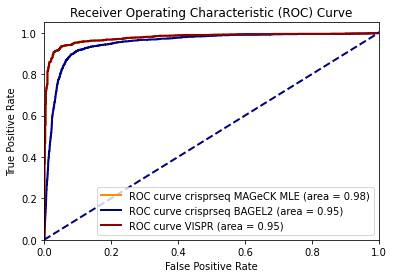 Receiver Operating Characteristic (ROC) Curve
1.0
0.8
0.6
0.4
0.2
0.0
True Positive Rate
ROC curve crisprseq MAGeCK MLE (area = 0.98)
ROC curve crisprseq BAGEL2 (area = 0.95)
ROC curve VISPR (area = 0.95)
0.0 0.2 0.4 0.6 0.8 1.0
False Positive Rate